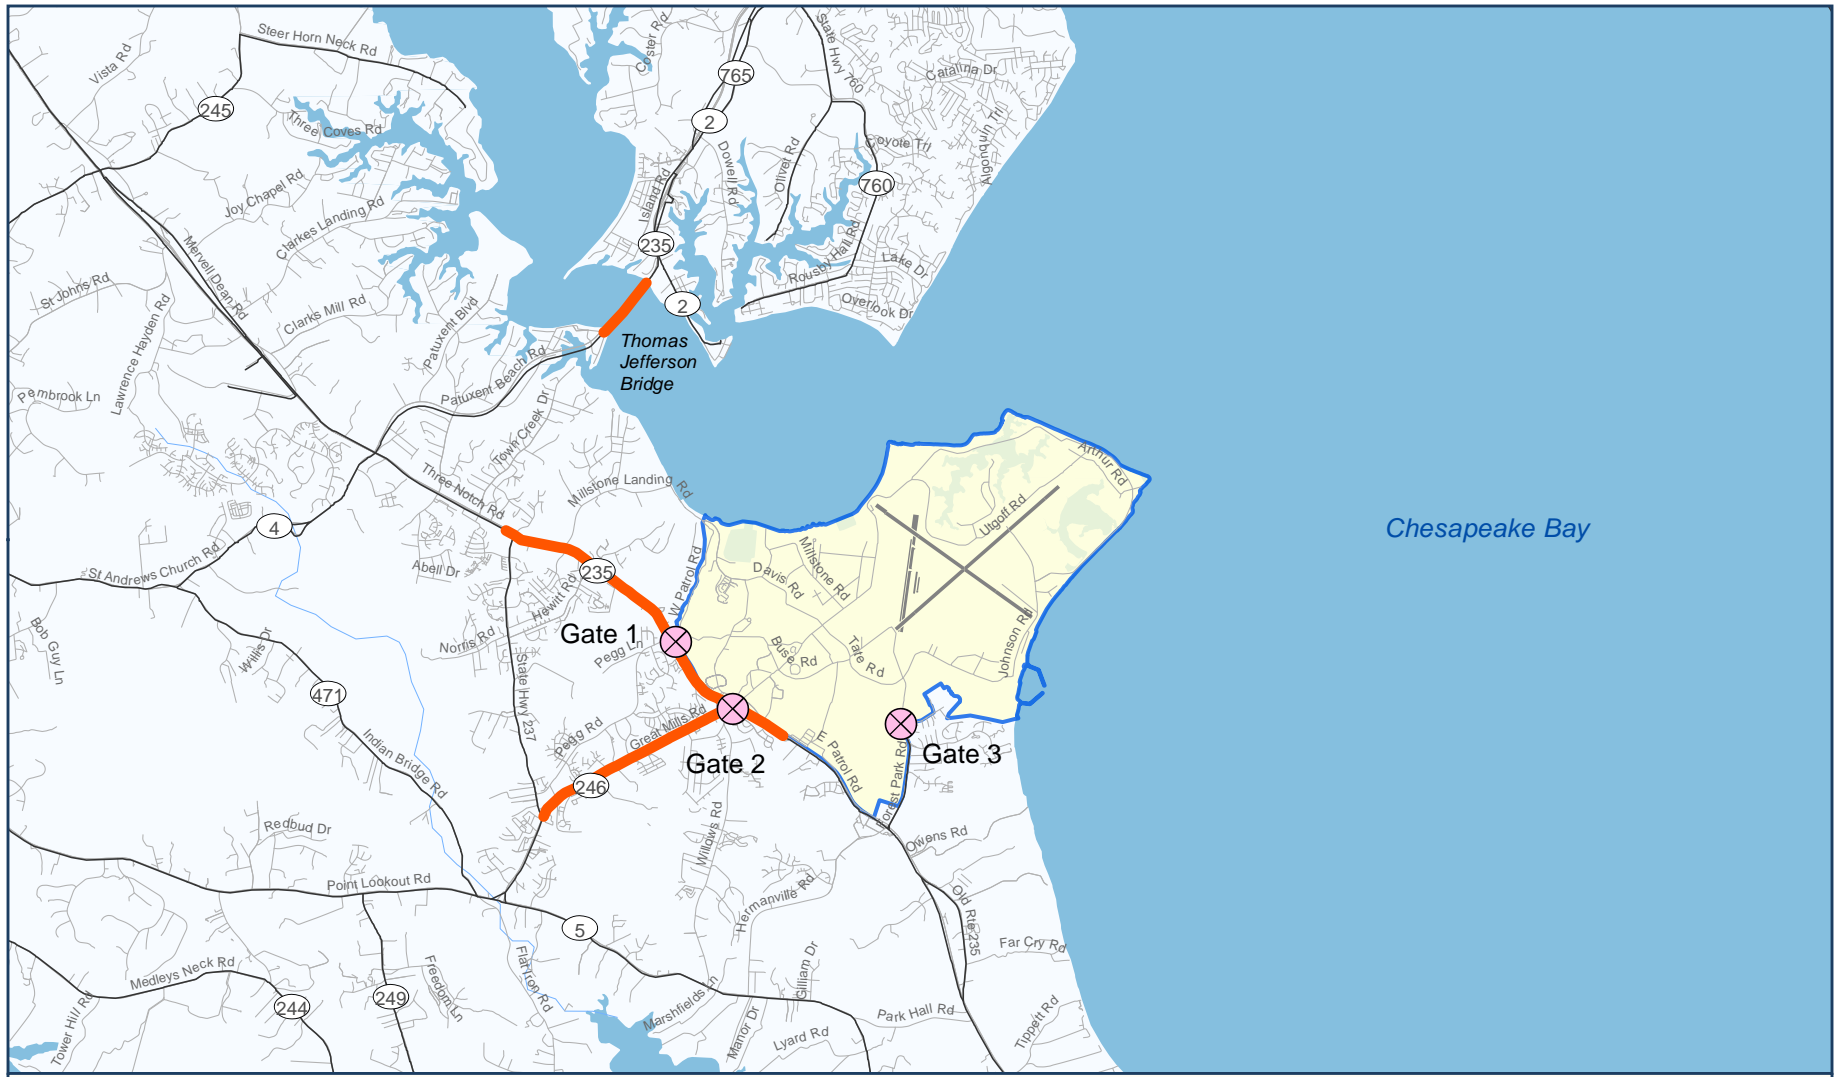 Steer Horn Neck Rd
Vista Rd
Coster Rd
State Hwy 760
765
Catalina Dr
245
2
Three Coves Rd
Algonquin Trl
Coyote Trl
Dowell Rd
Olivet Rd
760
Joy Chapel Rd
Island Rd
Clarkes Landing Rd
235
Mervell Dean Rd
Rousby Hall Rd
Lake Dr
St Johns Rd
2
Overlook Dr
Clarks Mill Rd
Patuxent Blvd
Lawrence Hayden Rd
Thomas
Jefferson
Bridge
Patuxent Beach Rd
Pembrook Ln
Town Creek Dr
Three Notch Rd
Millstone Landing Rd
Arthur Rd
Utgoff Rd
4
Chesapeake Bay
St Andrews Church Rd
Abell Dr
235
Hewitt Rd
W Patrol Rd
Davis Rd
Millstone Rd
Bob Guy Ln
Willis Dr
Norris Rd
Gate 1
Pegg Ln
Buse Rd
Tate Rd
Johnson Rd
471
State Hwy 237
Pegg Rd
Great Mills Rd
Gate 2
E Patrol Rd
Gate 3
Forest Park Rd
Indian Bridge Rd
246
Redbud Dr
Willows Rd
Owens Rd
Point Lookout Rd
Hermanville Rd
Old Rte 235
5
Far Cry Rd
Medleys Neck Rd
Flat Iron Rd
Gilliam Dr
Freedom Ln
244
249
Marshfields Ln
Tower Hill Rd
Manor Dr
Lyard Rd
Park Hall Rd
Tippett Rd